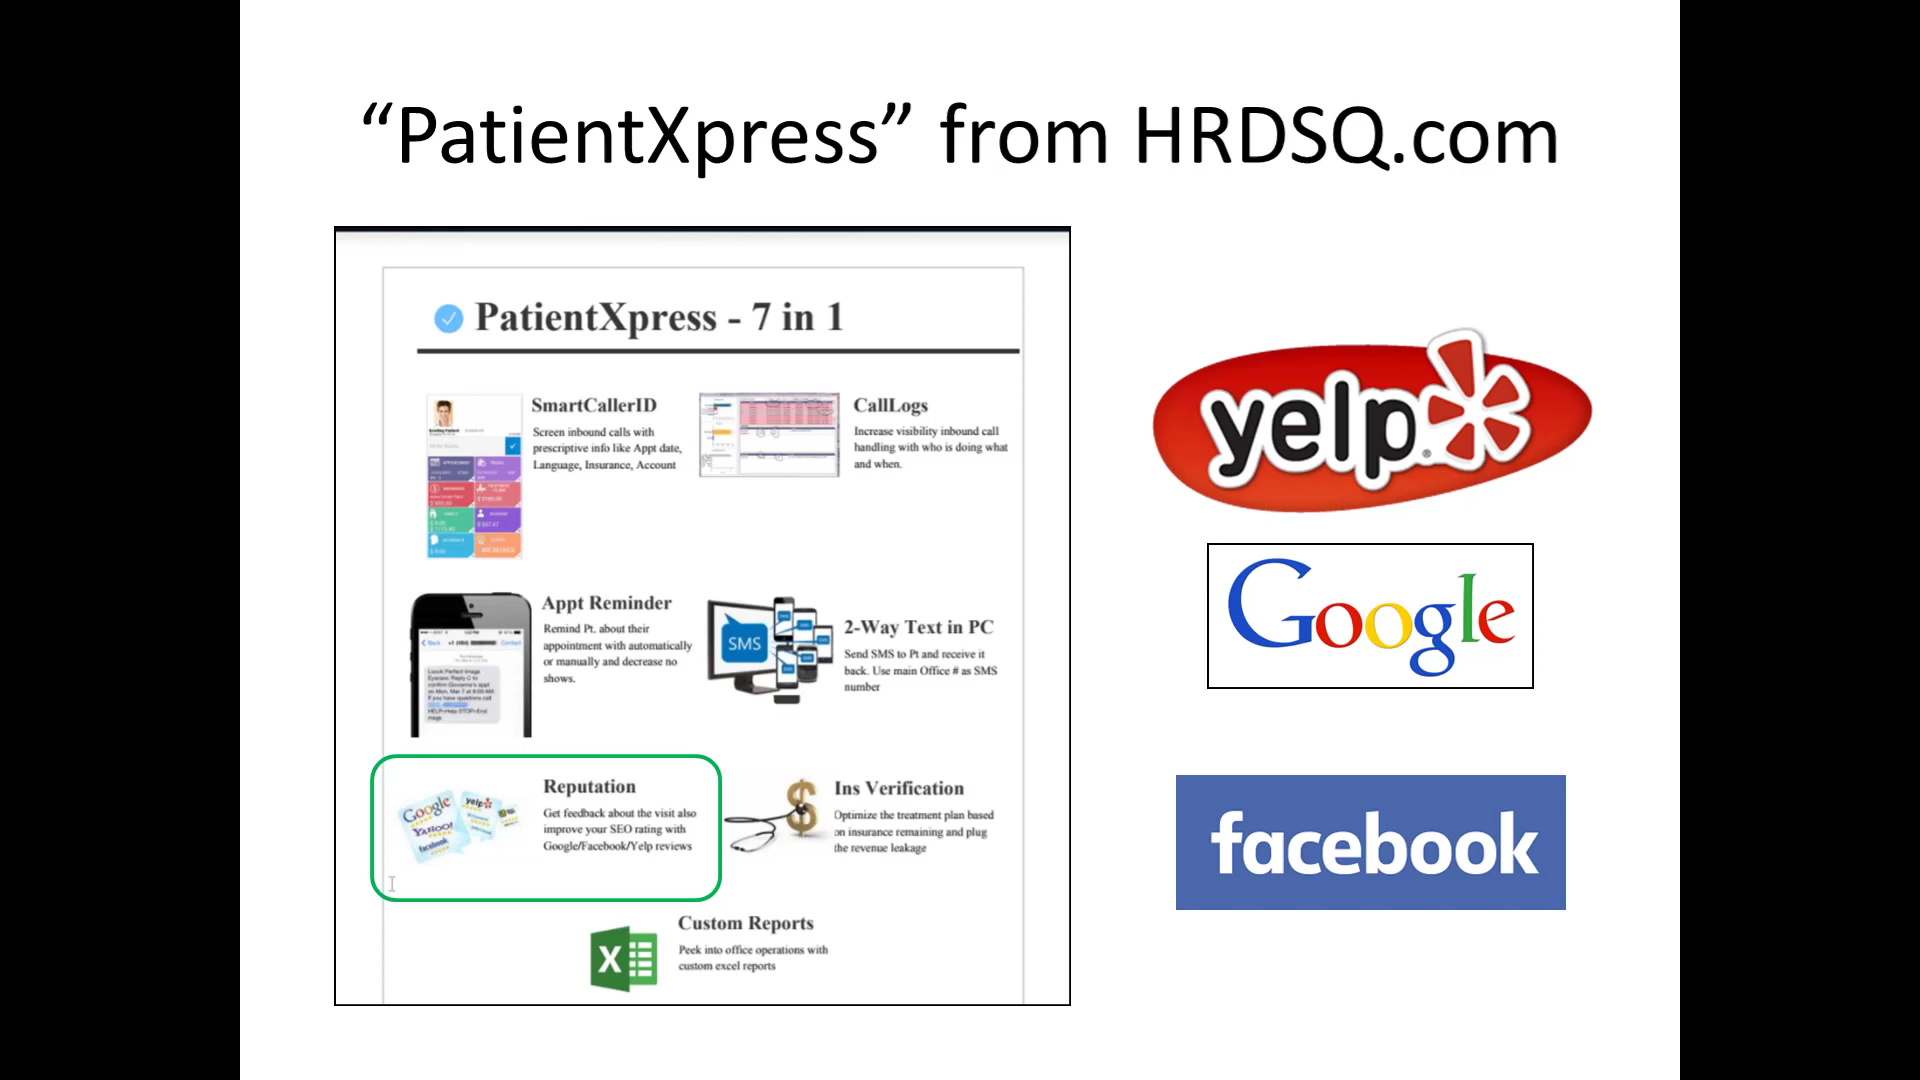 “PatientXpress” from HRDSQ.com
PatientXpress - 7 in 1
SmartCallerID
Screen inbound calls with
prescriptive info like Appt date,
Language, Insurance, Account
CallLogs
Increase visibility inbound call
handling with who is doing what
and when.
Appt Reminder
Remind Pt. about their
appointment with automatically
or manually and decrease no
shows.
SMS
2-Way Text in PC
Send SMS to Pt and receive it
back. Use main Office # as SMS
number
Reputation
Get feedback about the visit also
improve your SEO rating with
Google/Facebook/Yelp reviews
Google
YAHOO!
facebook
yelp
Ins Verification
Optimize the treatment plan based
on insurance remaining and plug
the revenue leakage
X
Custom Reports
Peek into office operations with
custom excel reports
yelp
Google
facebook